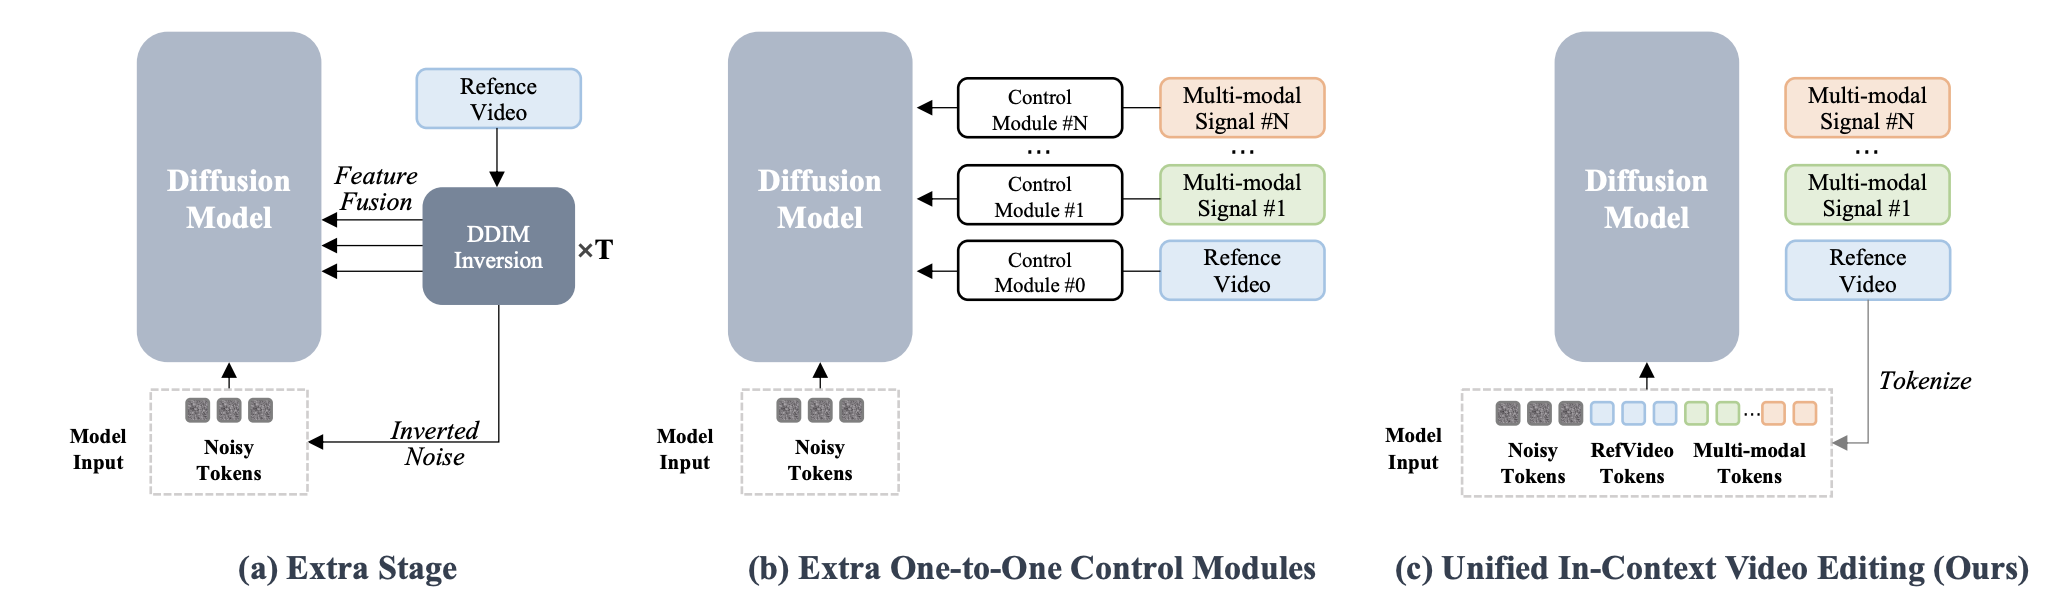 Refence
Video
Diffusion
Model
Feature
Fusion
DDIM
Inversion
×T
Inverted
Noise
Model
Input
Noisy
Tokens
(a) Extra Stage
Diffusion
Model
Control
Module #N
Multi-modal
Signal #N
...
...
Control
Module #1
Multi-modal
Signal #1
Control
Module #0
Refence
Video
Model
Input
Noisy
Tokens
(b) Extra One-to-One Control Modules
Diffusion
Model
Multi-modal
Signal #N
...
Multi-modal
Signal #1
Refence
Video
Tokenize
Model
Input
...
Noisy
Tokens
RefVideo
Tokens
Multi-modal
Tokens
(c) Unified In-Context Video Editing (Ours)